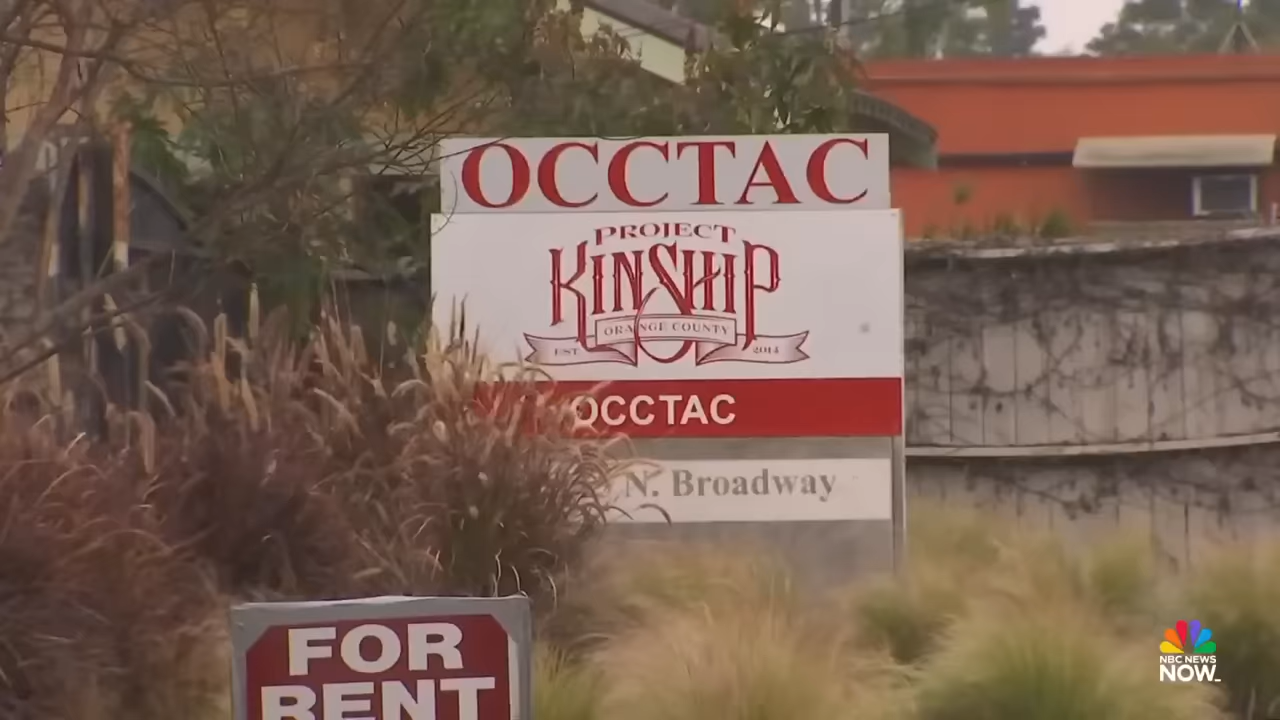 OCCTAC
PROJECT
KINSHIP
ORANGE COUNTY
EST
2014
OCCTAC
N. Broadway
FOR
RENT
NBC NEWS
NOW